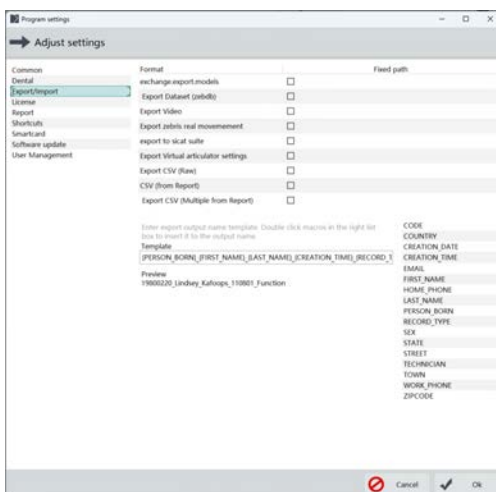 Program settings
Adjust settings
Common
Dental
Export/Import
License
Report
Shortcuts
Smartcard
Software update
User Management
Format Fixed path
exchange.export.models
Export Dataset (zebdb)
Export Video
Export zebris real movemement
export to sicat suite
Export Virtual articulator settings
Export CSV (Raw)
CSV (from Report)
Export CSV (Multiple from Report)
Enter export output name template. Double click macros in the right list
box to insert it to the output name.
Template
{PERSON_BORN}_{FIRST_NAME}_{LAST_NAME}_{CREATION_TIME}_{RECORD_T
Preview
19800220_Lindsey_Kafoops_110801_Function
CODE
COUNTRY
CREATION_DATE
CREATION_TIME
EMAIL
FIRST_NAME
HOME_PHONE
LAST_NAME
PERSON_BORN
RECORD_TYPE
SEX
STATE
STREET
TECHNICIAN
TOWN
WORK_PHONE
ZIPCODE
Cancel Ok